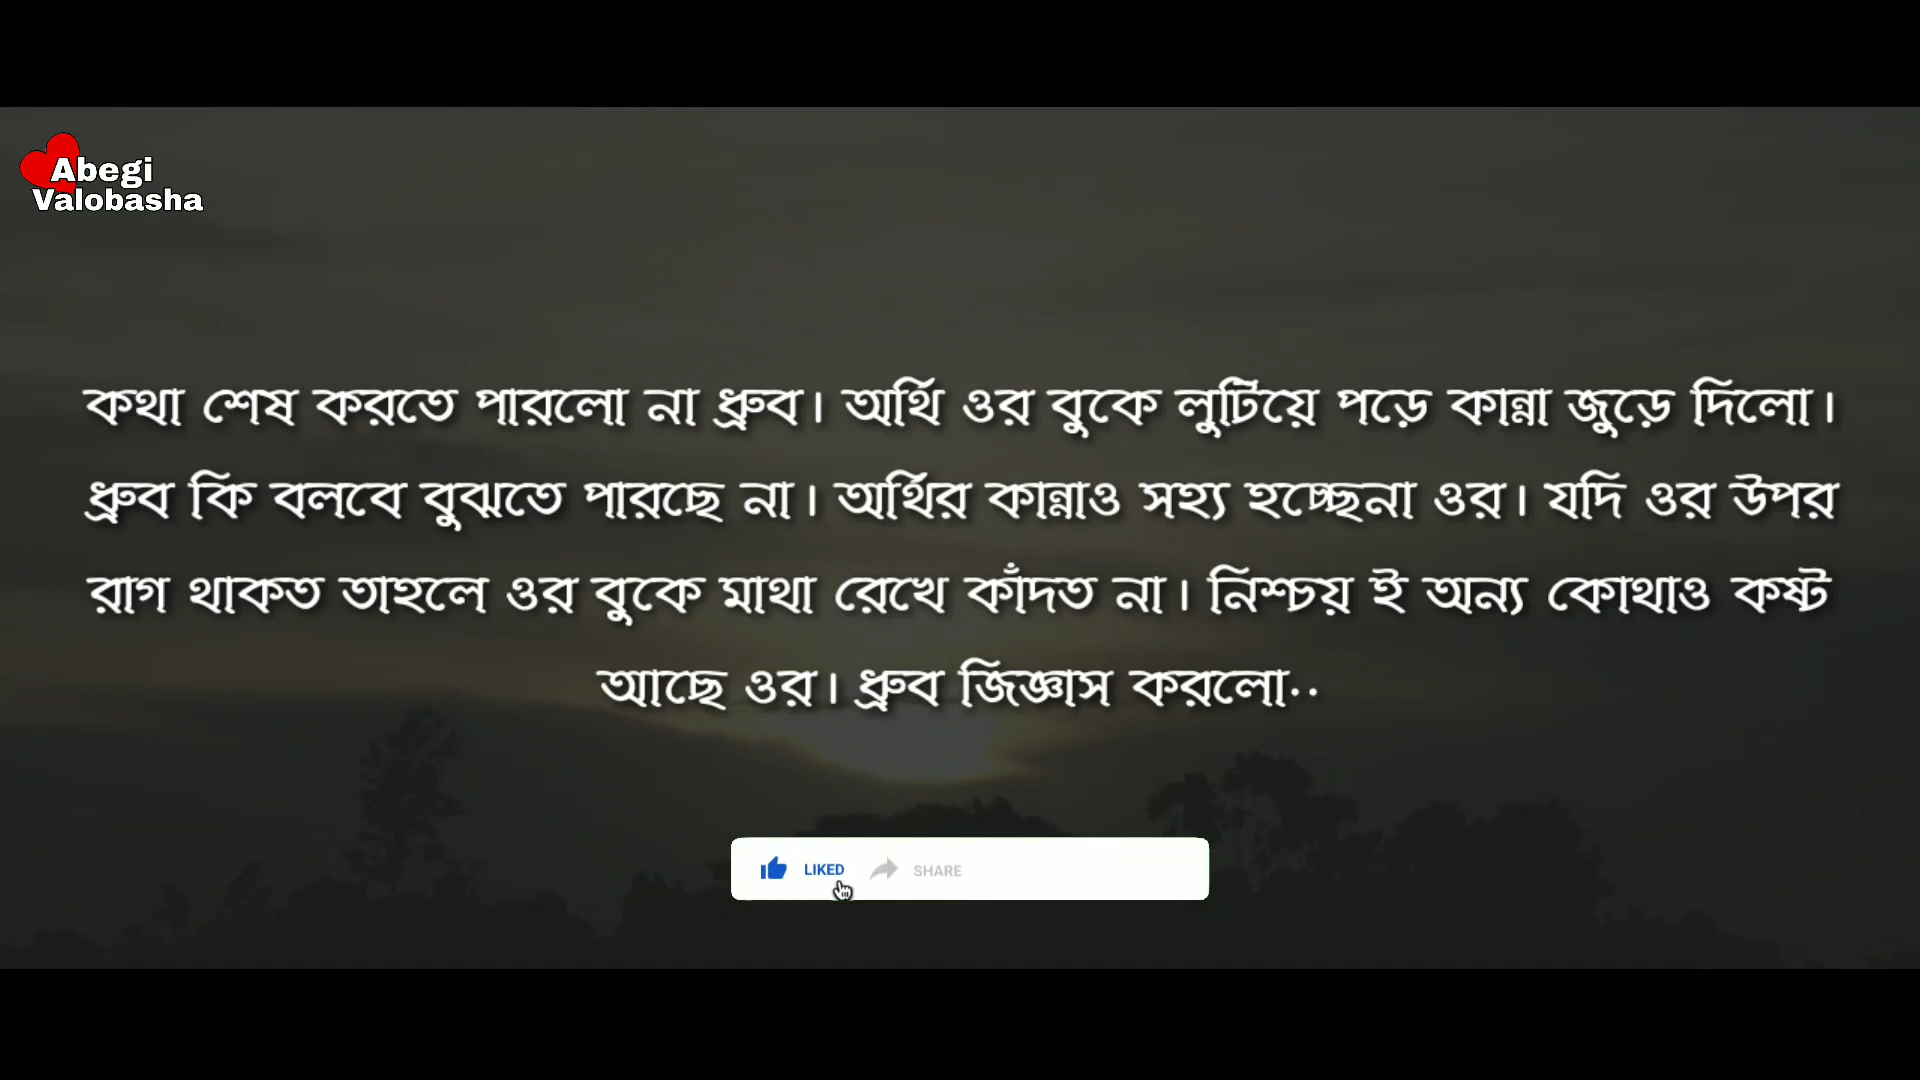 Abegi
Valobasha
কথা শেষ করতে পারলো না ধ্রুব। অর্থি ওর বুকে লুটিয়ে পড়ে কান্না জুড়ে দিলো।
ধ্রুব কি বলবে বুঝতে পারছে না। অর্থির কান্নাও সহ্য হচ্ছেনা ওর। যদি ওর উপর
রাগ থাকত তাহলে ওর বুকে মাথা রেখে কাঁদত না। নিশ্চয় ই অন্য কোথাও কষ্ট
আছে ওর। ধ্রুব জিজ্ঞাস করলো..
LIKED SHARE